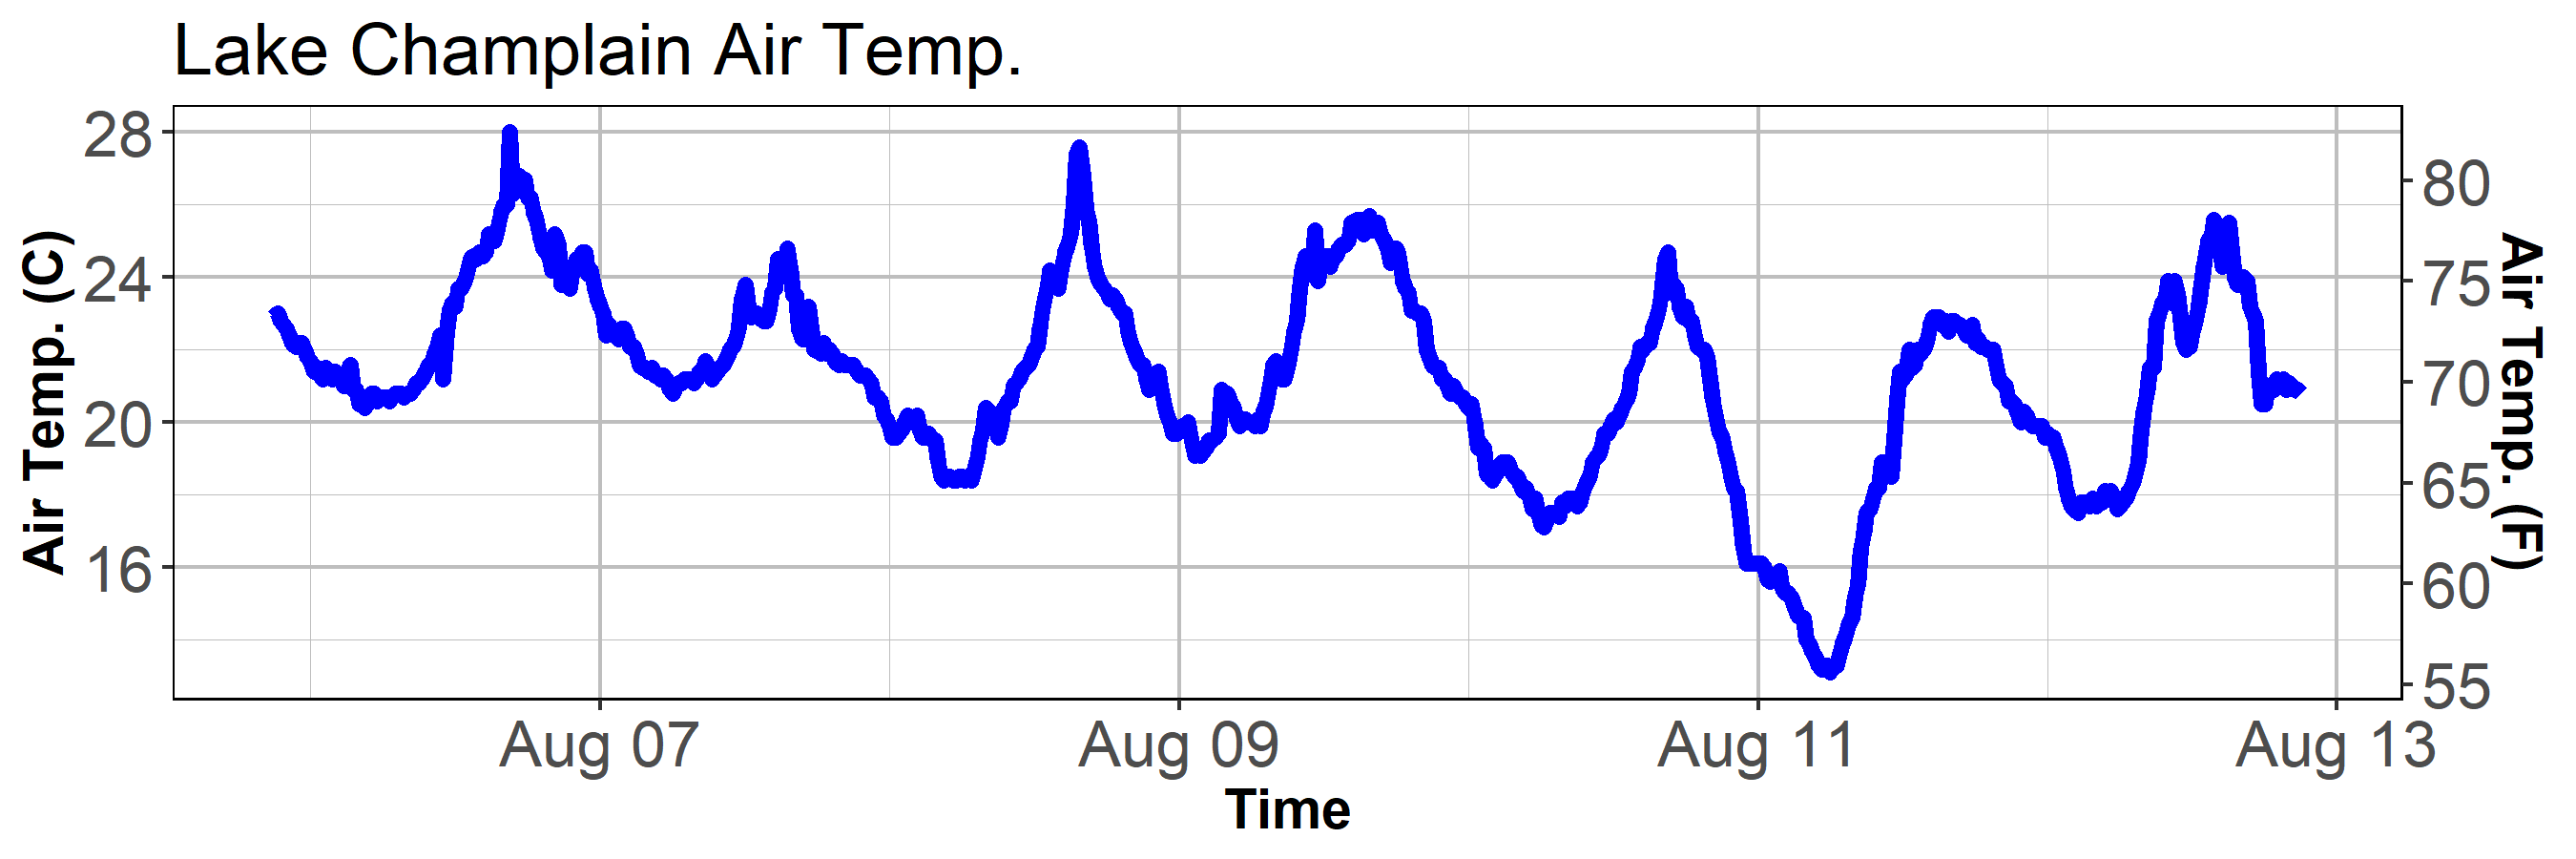 Lake Champlain Air Temp.
Air Temp. (C)
28
24
20
16
80
75
70
65
60
55
Air Temp. (F)
Aug 07 Aug 09 Aug 11 Aug 13
Time